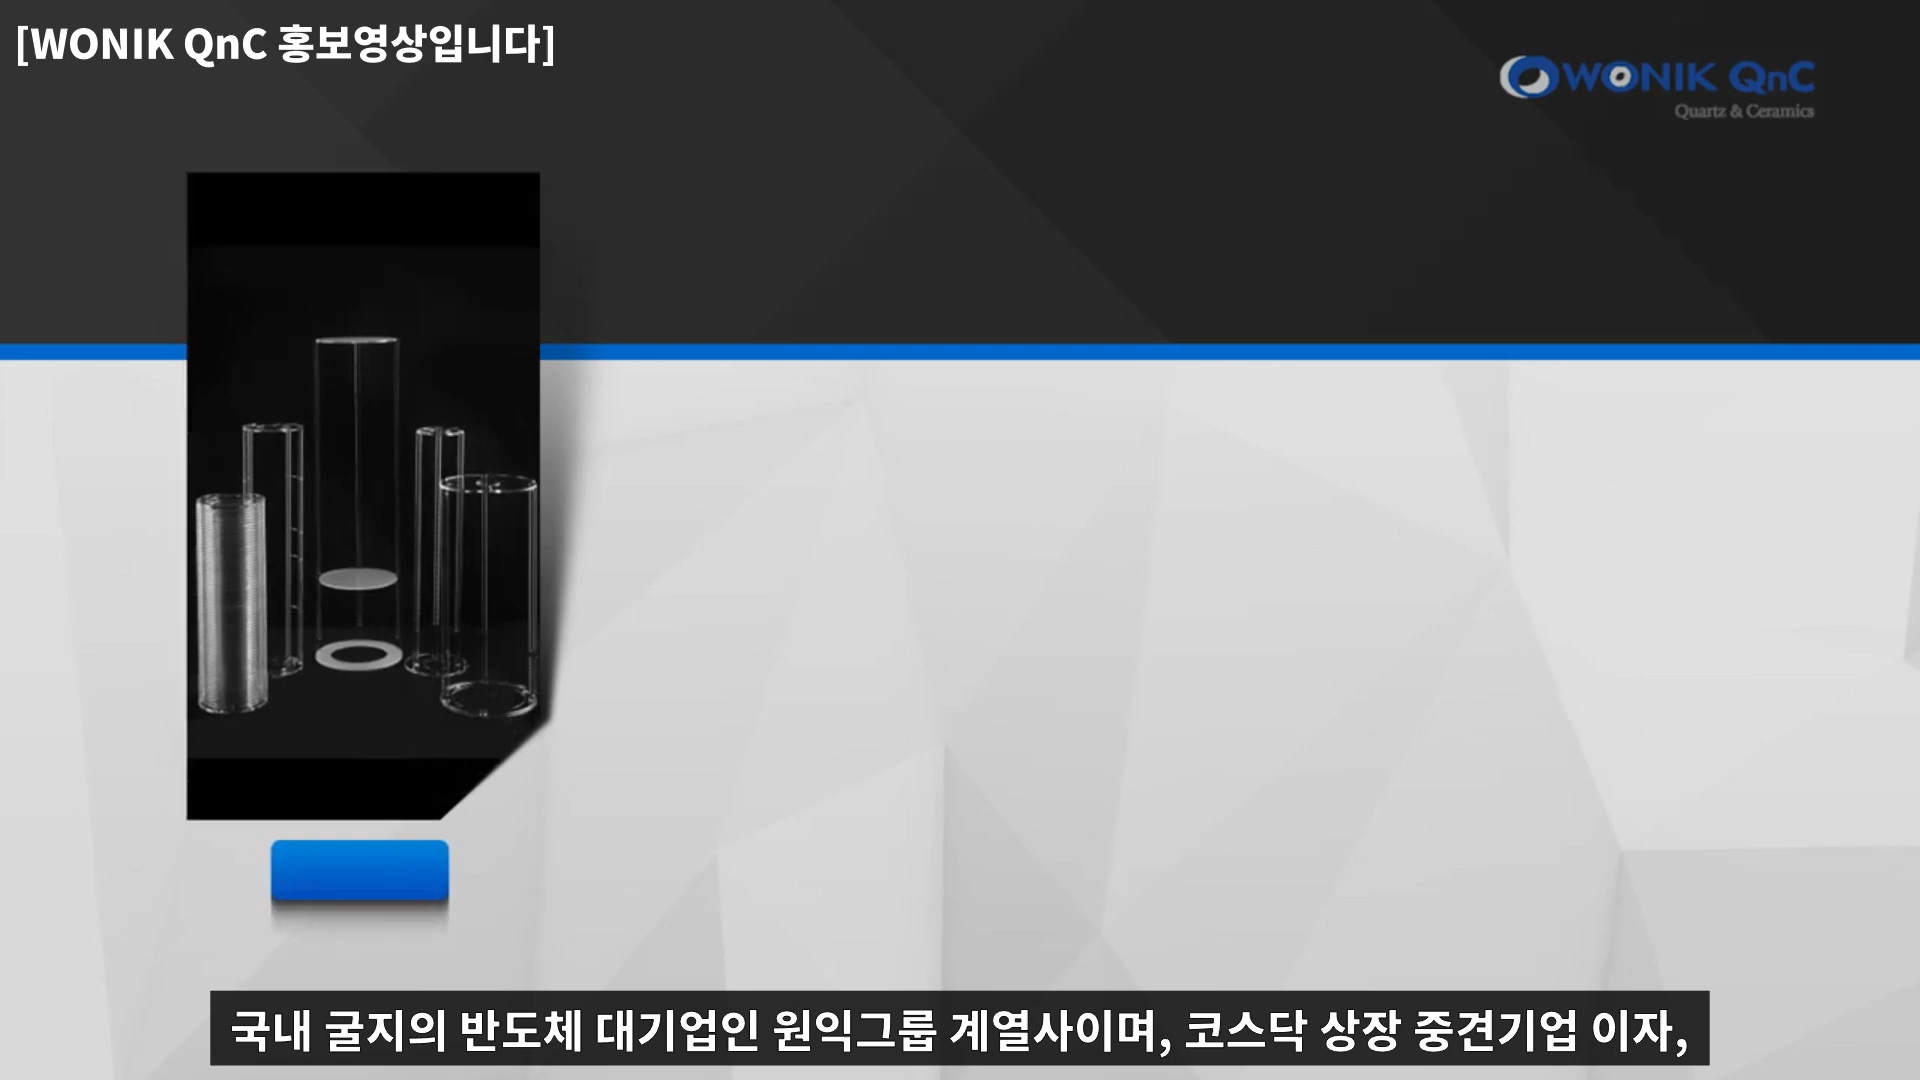 [WONIK QnC 홍보영상입니다]
WONIK QnC
Quartz & Ceramics
국내 굴지의 반도체 대기업인 원익그룹 계열사이며, 코스닥 상장 중견기업 이자,